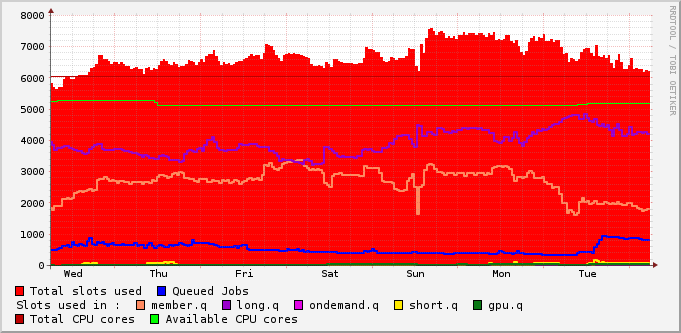 8000
7000
6000
5000
4000
3000
2000
1000
0
Wed Thu Fri Sat Sun Mon Tue
Total slots used Queued Jobs
Slots used in : member.q long.q ondemand.q short.q gpu.q
Total CPU cores Available CPU cores
RRDTOOL / TOBI OETIKER